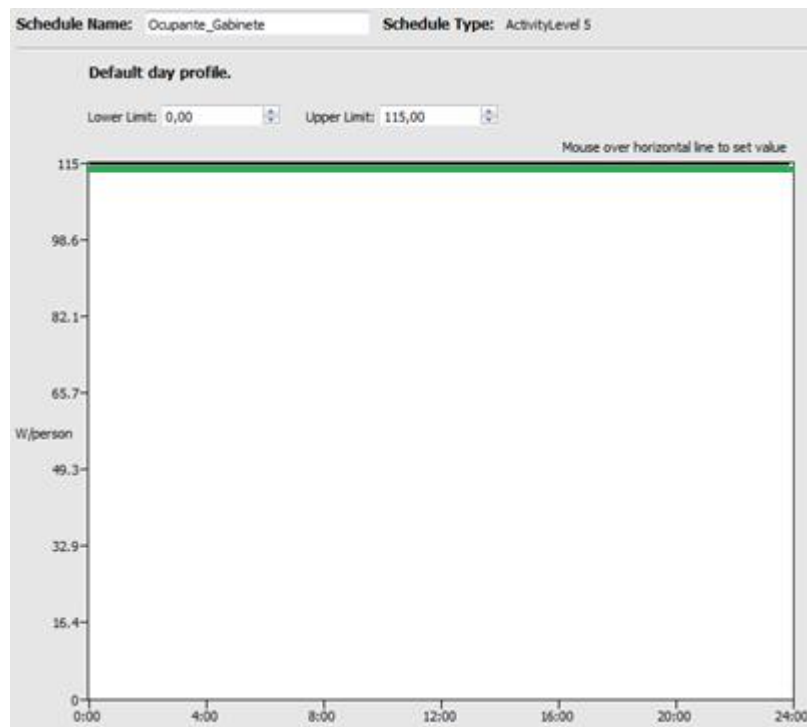 Schedule Name: Ocupante_Gabinete Schedule Type: ActivityLevel 5
Default day profile.
Lower Limit: 0,00 Upper Limit: 115,00
Mouse over horizontal line to set value
115
98.6
82.1
65.7
W/person
49.3
32.9
16.4
0
0:00 4:00 8:00 12:00 16:00 20:00 24:00